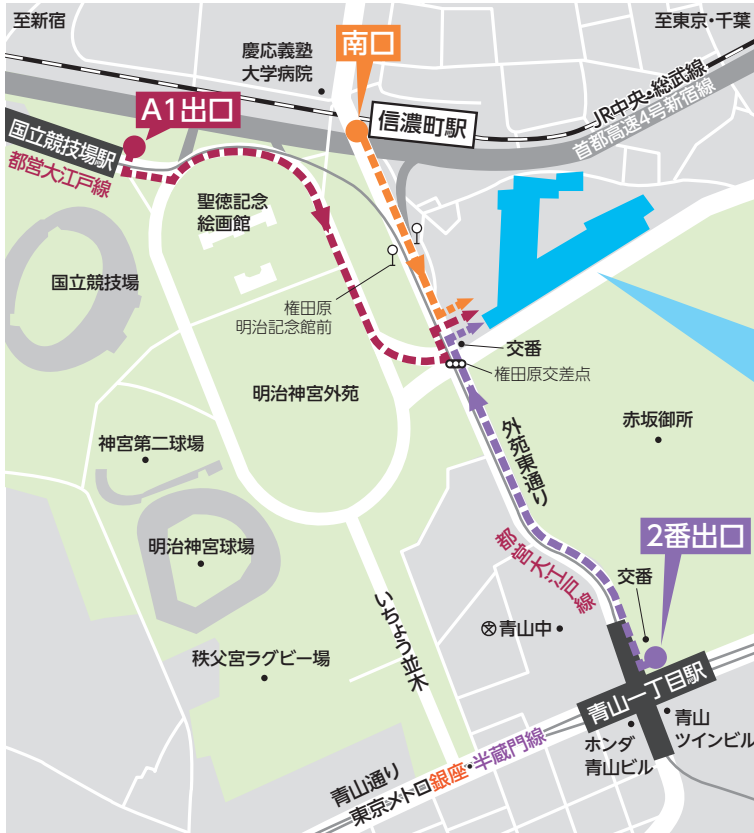 至新宿
至東京・千葉
慶応義塾
大学病院
南口
信濃町駅
JR中央・総武線
首都高速4号新宿線
A1出口
国立競技場駅
都営大江戸線
聖徳記念
絵画館
国立競技場
権田原
明治記念館前
交番
権田原交差点
明治神宮外苑
赤坂御所
外苑東通り
神宮第二球場
明治神宮球場
都営大江戸線
2番出口
交番
いちょう並木
文青山中
秩父宮ラグビー場
青山一丁目駅
青山
ツインビル
ホンダ
青山ビル
青山通り
東京メトロ銀座・半蔵門線